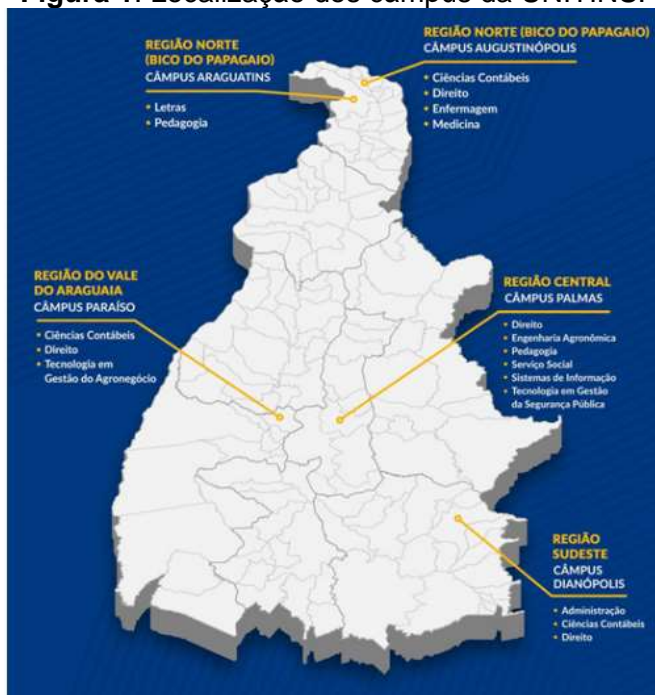 Figura 1. Localização dos câmpus da UNITINS.
REGIÃO NORTE
(BICO DO PAPAGAIO)
CÂMPUS ARAGUATINS
• Letras
• Pedagogia
REGIÃO NORTE (BICO DO PAPAGAIO)
CÂMPUS AUGUSTINÓPOLIS
• Ciências Contábeis
• Direito
• Enfermagem
• Medicina
REGIÃO DO VALE
DO ARAGUAIA
CÂMPUS PARAÍSO
• Ciências Contábeis
• Direito
• Tecnologia em
Gestão do Agronegócio
REGIÃO CENTRAL
CÂMPUS PALMAS
• Direito
• Engenharia Agronômica
• Pedagogia
• Serviço Social
• Sistemas de Informação
• Tecnologia em Gestão
da Segurança Pública
REGIÃO
SUDESTE
CÂMPUS
DIANÓPOLIS
• Administração
• Ciências Contábeis
• Direito